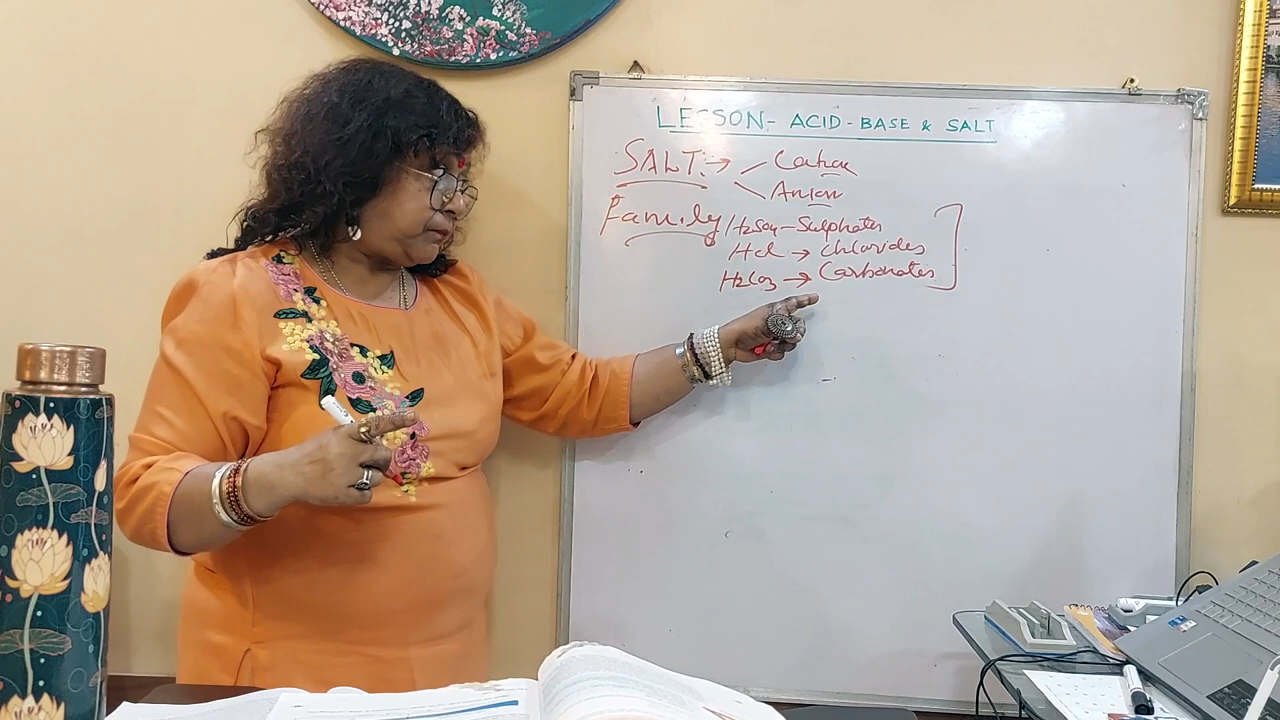 LESSON - ACID - BASE & SALT
SALT. → Cation
Anion
Family H2SO4 - Sulphates
HCl → Chlorides
H2CO3 → Carbonates